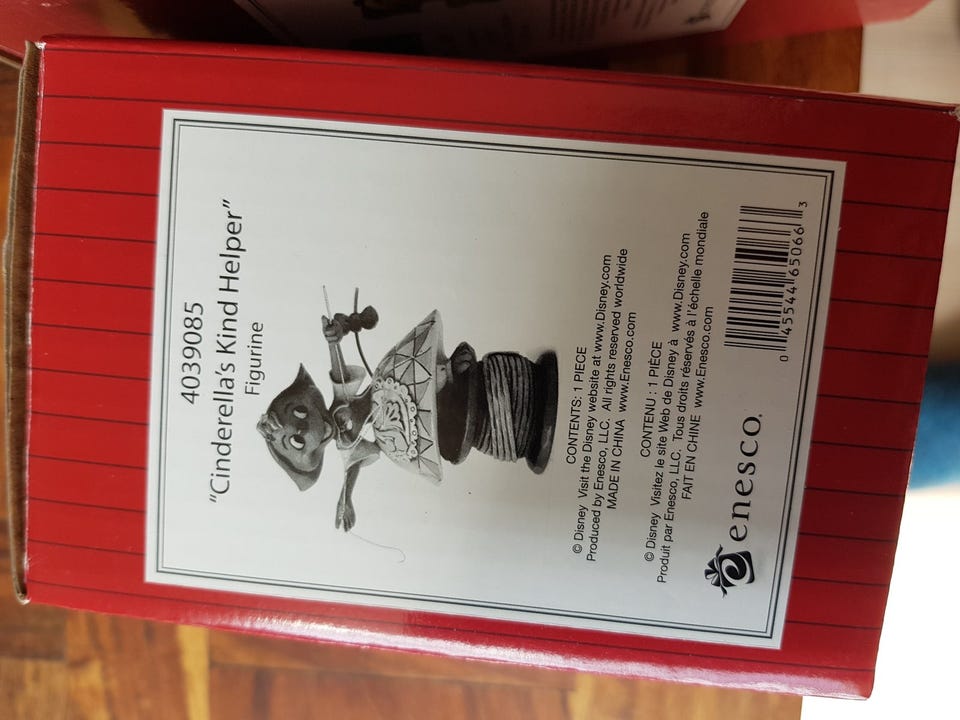 4039085
"Cinderella's Kind Helper"
Figurine
CONTENTS: 1 PIECE
© Disney Visit the Disney website at www.Disney.com
Produced by Enesco, LLC. All rights reserved worldwide
MADE IN CHINA www.Enesco.com
CONTENU : 1 PIÈCE
© Disney Visitez le site Web de Disney à www.Disney.com
Produit par Enesco, LLC. Tous droits réservés à l'échelle mondiale
FAIT EN CHINE www.Enesco.com
enesco.
0 45544 65066 3